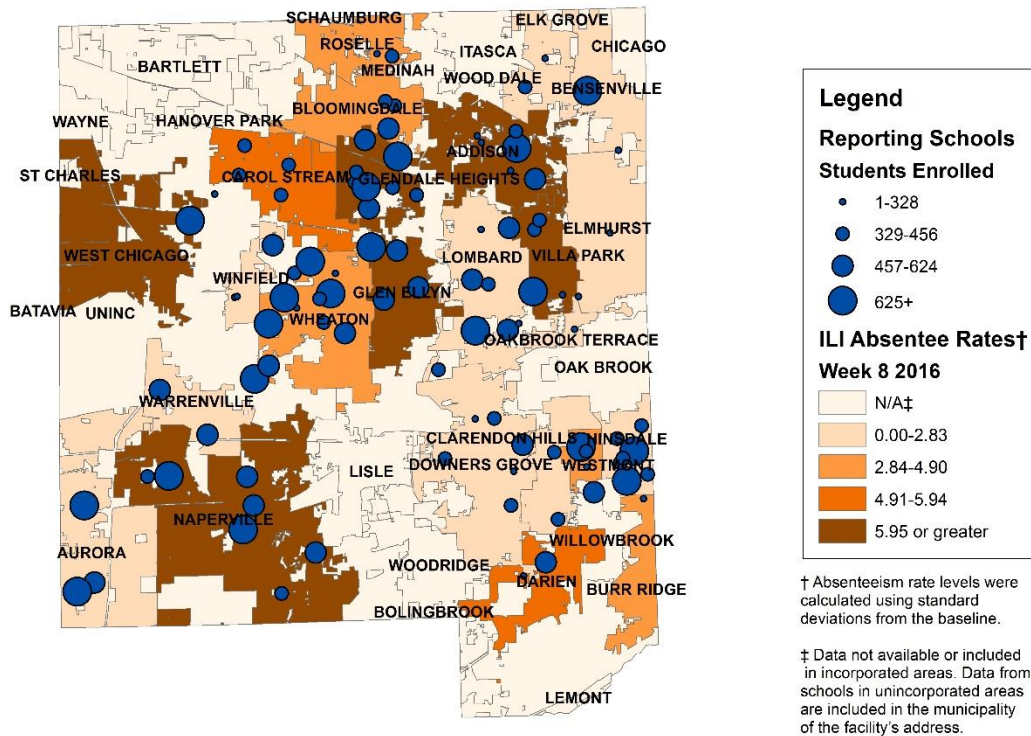 SCHAUMBURG
ELK GROVE
ROSELLE
ITASCA
CHICAGO
BARTLETT
MEDINAH
WOOD DALE
BENSENVILLE
BLOOMINGDALE
WAYNE
HANOVER PARK
ADDISON
ST CHARLES
CAROL STREAM
GLENDALE HEIGHTS
ELMHURST
WEST CHICAGO
LOMBARD
VILLA PARK
WINFIELD
GLEN ELLYN
BATAVIA
UNINC
WHEATON
OAKBROOK TERRACE
OAK BROOK
WARRENVILLE
CLARENDON HILLS
HINSDALE
LISLE
DOWNERS GROVE
WESTMONT
NAPERVILLE
AURORA
WILLOWBROOK
WOODRIDGE
DARIEN
BURR RIDGE
BOLINGBROOK
LEMONT
Legend
Reporting Schools
Students Enrolled
1-328
329-456
457-624
625+
ILI Absentee Rates†
Week 8 2016
N/A‡
0.00-2.83
2.84-4.90
4.91-5.94
5.95 or greater
† Absenteeism rate levels were
calculated using standard
deviations from the baseline.
‡ Data not available or included
in incorporated areas. Data from
schools in unincorporated areas
are included in the municipality
of the facility's address.